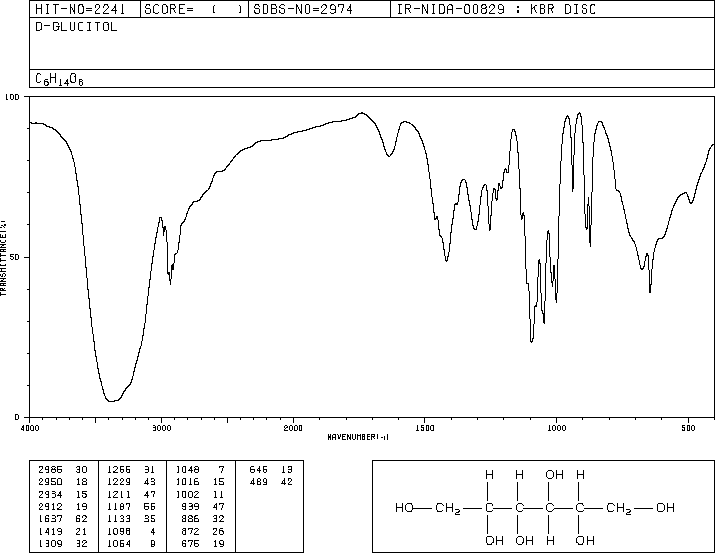 HIT-NO=2241 SCORE= ( ) SDBS-NO=2974 IR-NIDA-00829 : KBR DISC
D-GLUCITOL
C6H14O6
100
50
0
TRANSMITTANCE(%)
4000 3000 2000 1500 1000 500
WAVENUMBER(-1)
2986 30 1266 31 1048 7 646 13
2950 18 1229 43 1016 15 489 42
2934 15 1211 47 1002 11
2912 19 1187 56 939 47
1637 62 1133 35 886 32
1419 21 1098 4 872 26
1309 32 1064 9 675 19
H H OH H
HO—CH2—C—C—C—C—CH2—OH
OH OH H OH